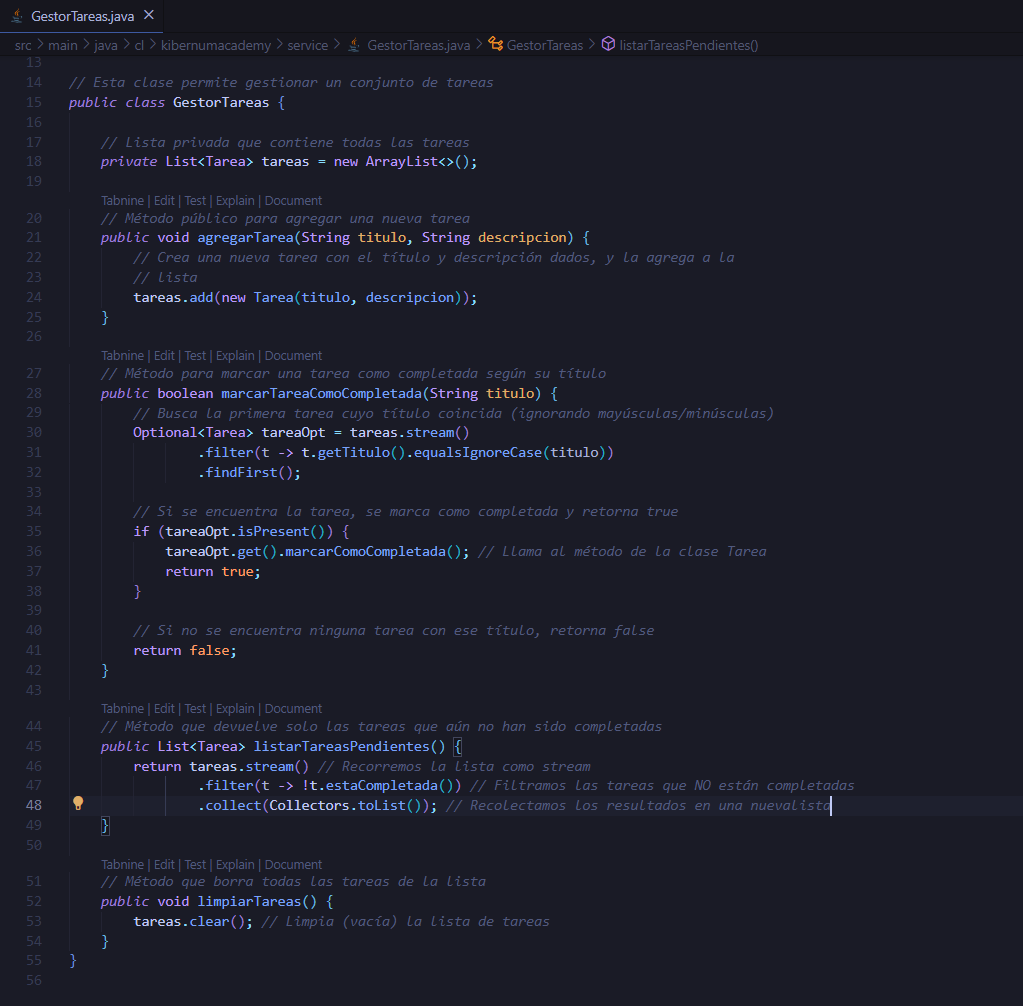 GestorTareas.java ×
src > main > java > cl > kibernumacademy > service > GestorTareas.java > GestorTareas > listarTareasPendientes()
13
14 // Esta clase permite gestionar un conjunto de tareas
15 public class GestorTareas {
16
17 // Lista privada que contiene todas las tareas
18 private List<Tarea> tareas = new ArrayList<>();
19
Tabnine | Edit | Test | Explain | Document
20 // Método público para agregar una nueva tarea
21 public void agregarTarea(String titulo, String descripcion) {
22 // Crea una nueva tarea con el título y descripción dados, y la agrega a la
23 // lista
24 tareas.add(new Tarea(titulo, descripcion));
25 }
26
Tabnine | Edit | Test | Explain | Document
27 // Método para marcar una tarea como completada según su título
28 public boolean marcarTareaComoCompletada(String titulo) {
29 // Busca la primera tarea cuyo título coincida (ignorando mayúsculas/minúsculas)
30 Optional<Tarea> tareaOpt = tareas.stream()
31 .filter(t -> t.getTitulo().equalsIgnoreCase(titulo))
32 .findFirst();
33
34 // Si se encuentra la tarea, se marca como completada y retorna true
35 if (tareaOpt.isPresent()) {
36 tareaOpt.get().marcarComoCompletada(); // Llama al método de la clase Tarea
37 return true;
38 }
39
40 // Si no se encuentra ninguna tarea con ese título, retorna false
41 return false;
42 }
43
Tabnine | Edit | Test | Explain | Document
44 // Método que devuelve solo las tareas que aún no han sido completadas
45 public List<Tarea> listarTareasPendientes() {
46 return tareas.stream() // Recorremos la lista como stream
47 .filter(t -> !t.estaCompletada()) // Filtramos las tareas que NO están completadas
48 .collect(Collectors.toList()); // Recolectamos los resultados en una nuevalista
49 }
50
Tabnine | Edit | Test | Explain | Document
51 // Método que borra todas las tareas de la lista
52 public void limpiarTareas() {
53 tareas.clear(); // Limpia (vacía) la lista de tareas
54 }
55 }
56